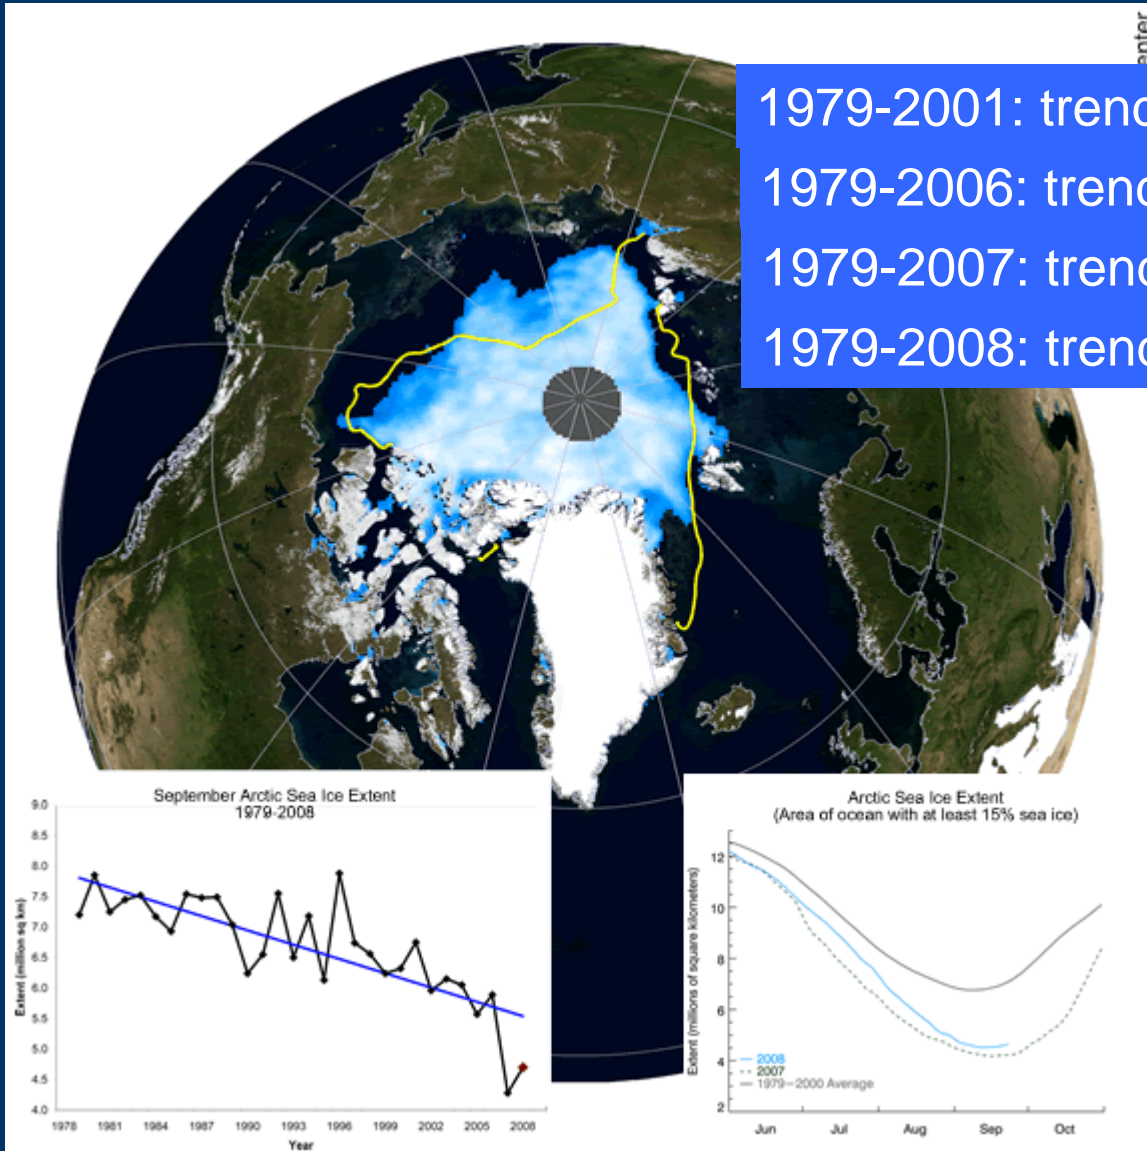 enter
1979-2001: trend
1979-2006: trend
1979-2007: trend
1979-2008: trend
September Arctic Sea Ice Extent
1979-2008
Extent (million sq km)
9.0
8.5
8.0
7.5
7.0
6.5
6.0
5.5
5.0
4.5
4.0
1978 1981 1984 1987 1990 1993 1996 1999 2002 2005 2008
Year
Arctic Sea Ice Extent
(Area of ocean with at least 15% sea ice)
Extent (millions of square kilometers)
12
10
8
6
4
2
2008
2007
1979-2000 Average
Jun Jul Aug Sep Oct